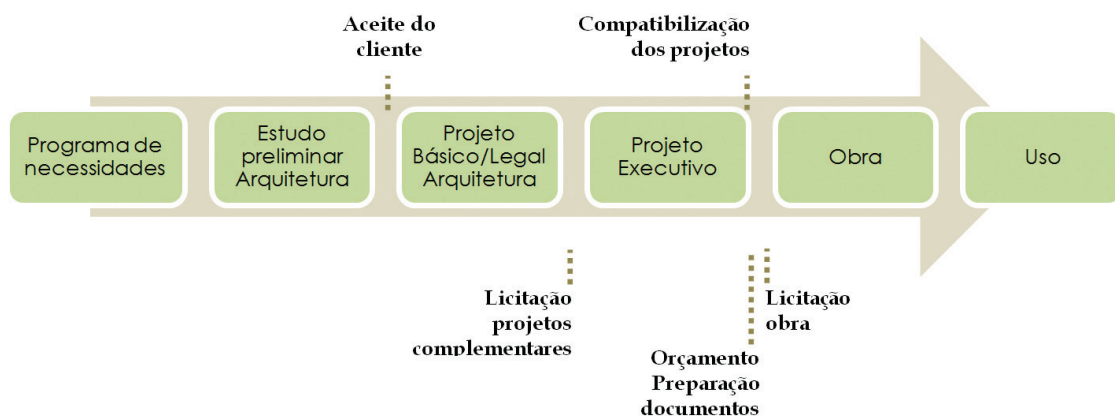 Aceite do
cliente
Compatibilização
dos projetos
Programa de
necessidades
Estudo
preliminar
Arquitetura
Projeto
Básico/Legal
Arquitetura
Projeto
Executivo
Obra
Uso
Licitação
projetos
complementares
Licitação
obra
Orçamento
Preparação
documentos